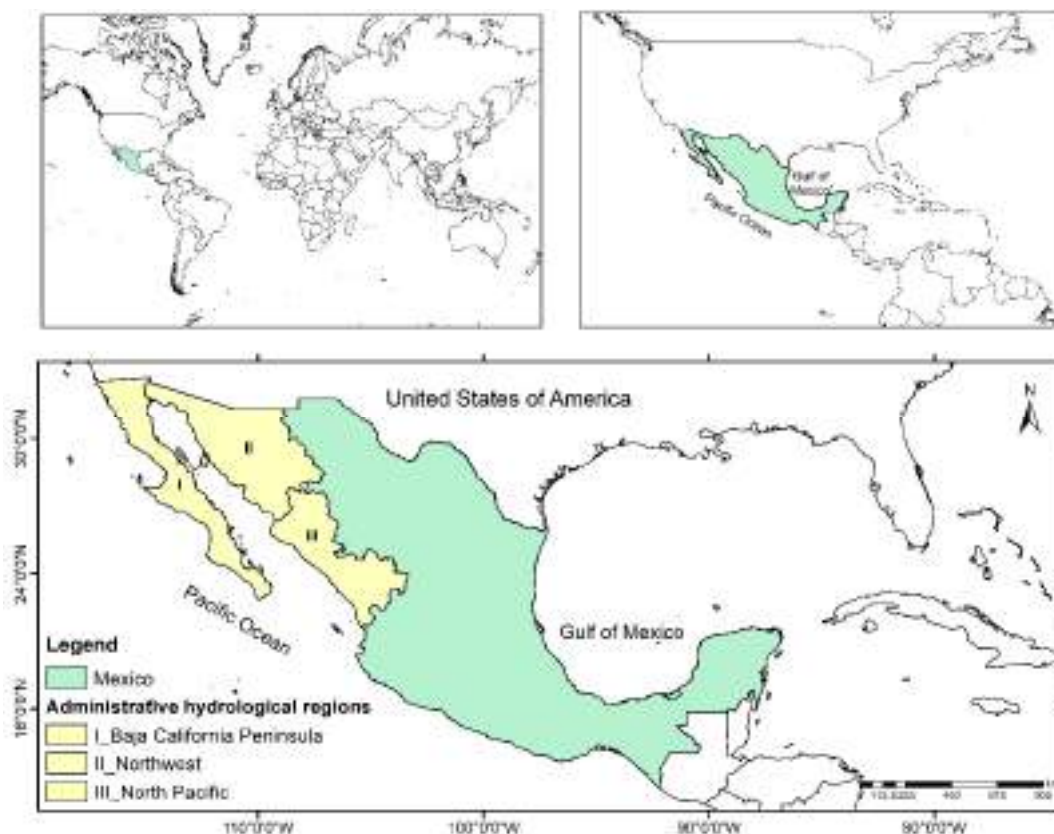 Gulf of
Mexico
Pacific Ocean
United States of America
N
30°0'0"N
II
I
III
24°0'0"N
Pacific Ocean
Gulf of Mexico
Legend
Mexico
18°0'0"N
Administrative hydrological regions
I_Baja California Peninsula
II_Northwest
III_North Pacific
110°0'0"W
100°0'0"W
90°0'0"W
80°0'0"W